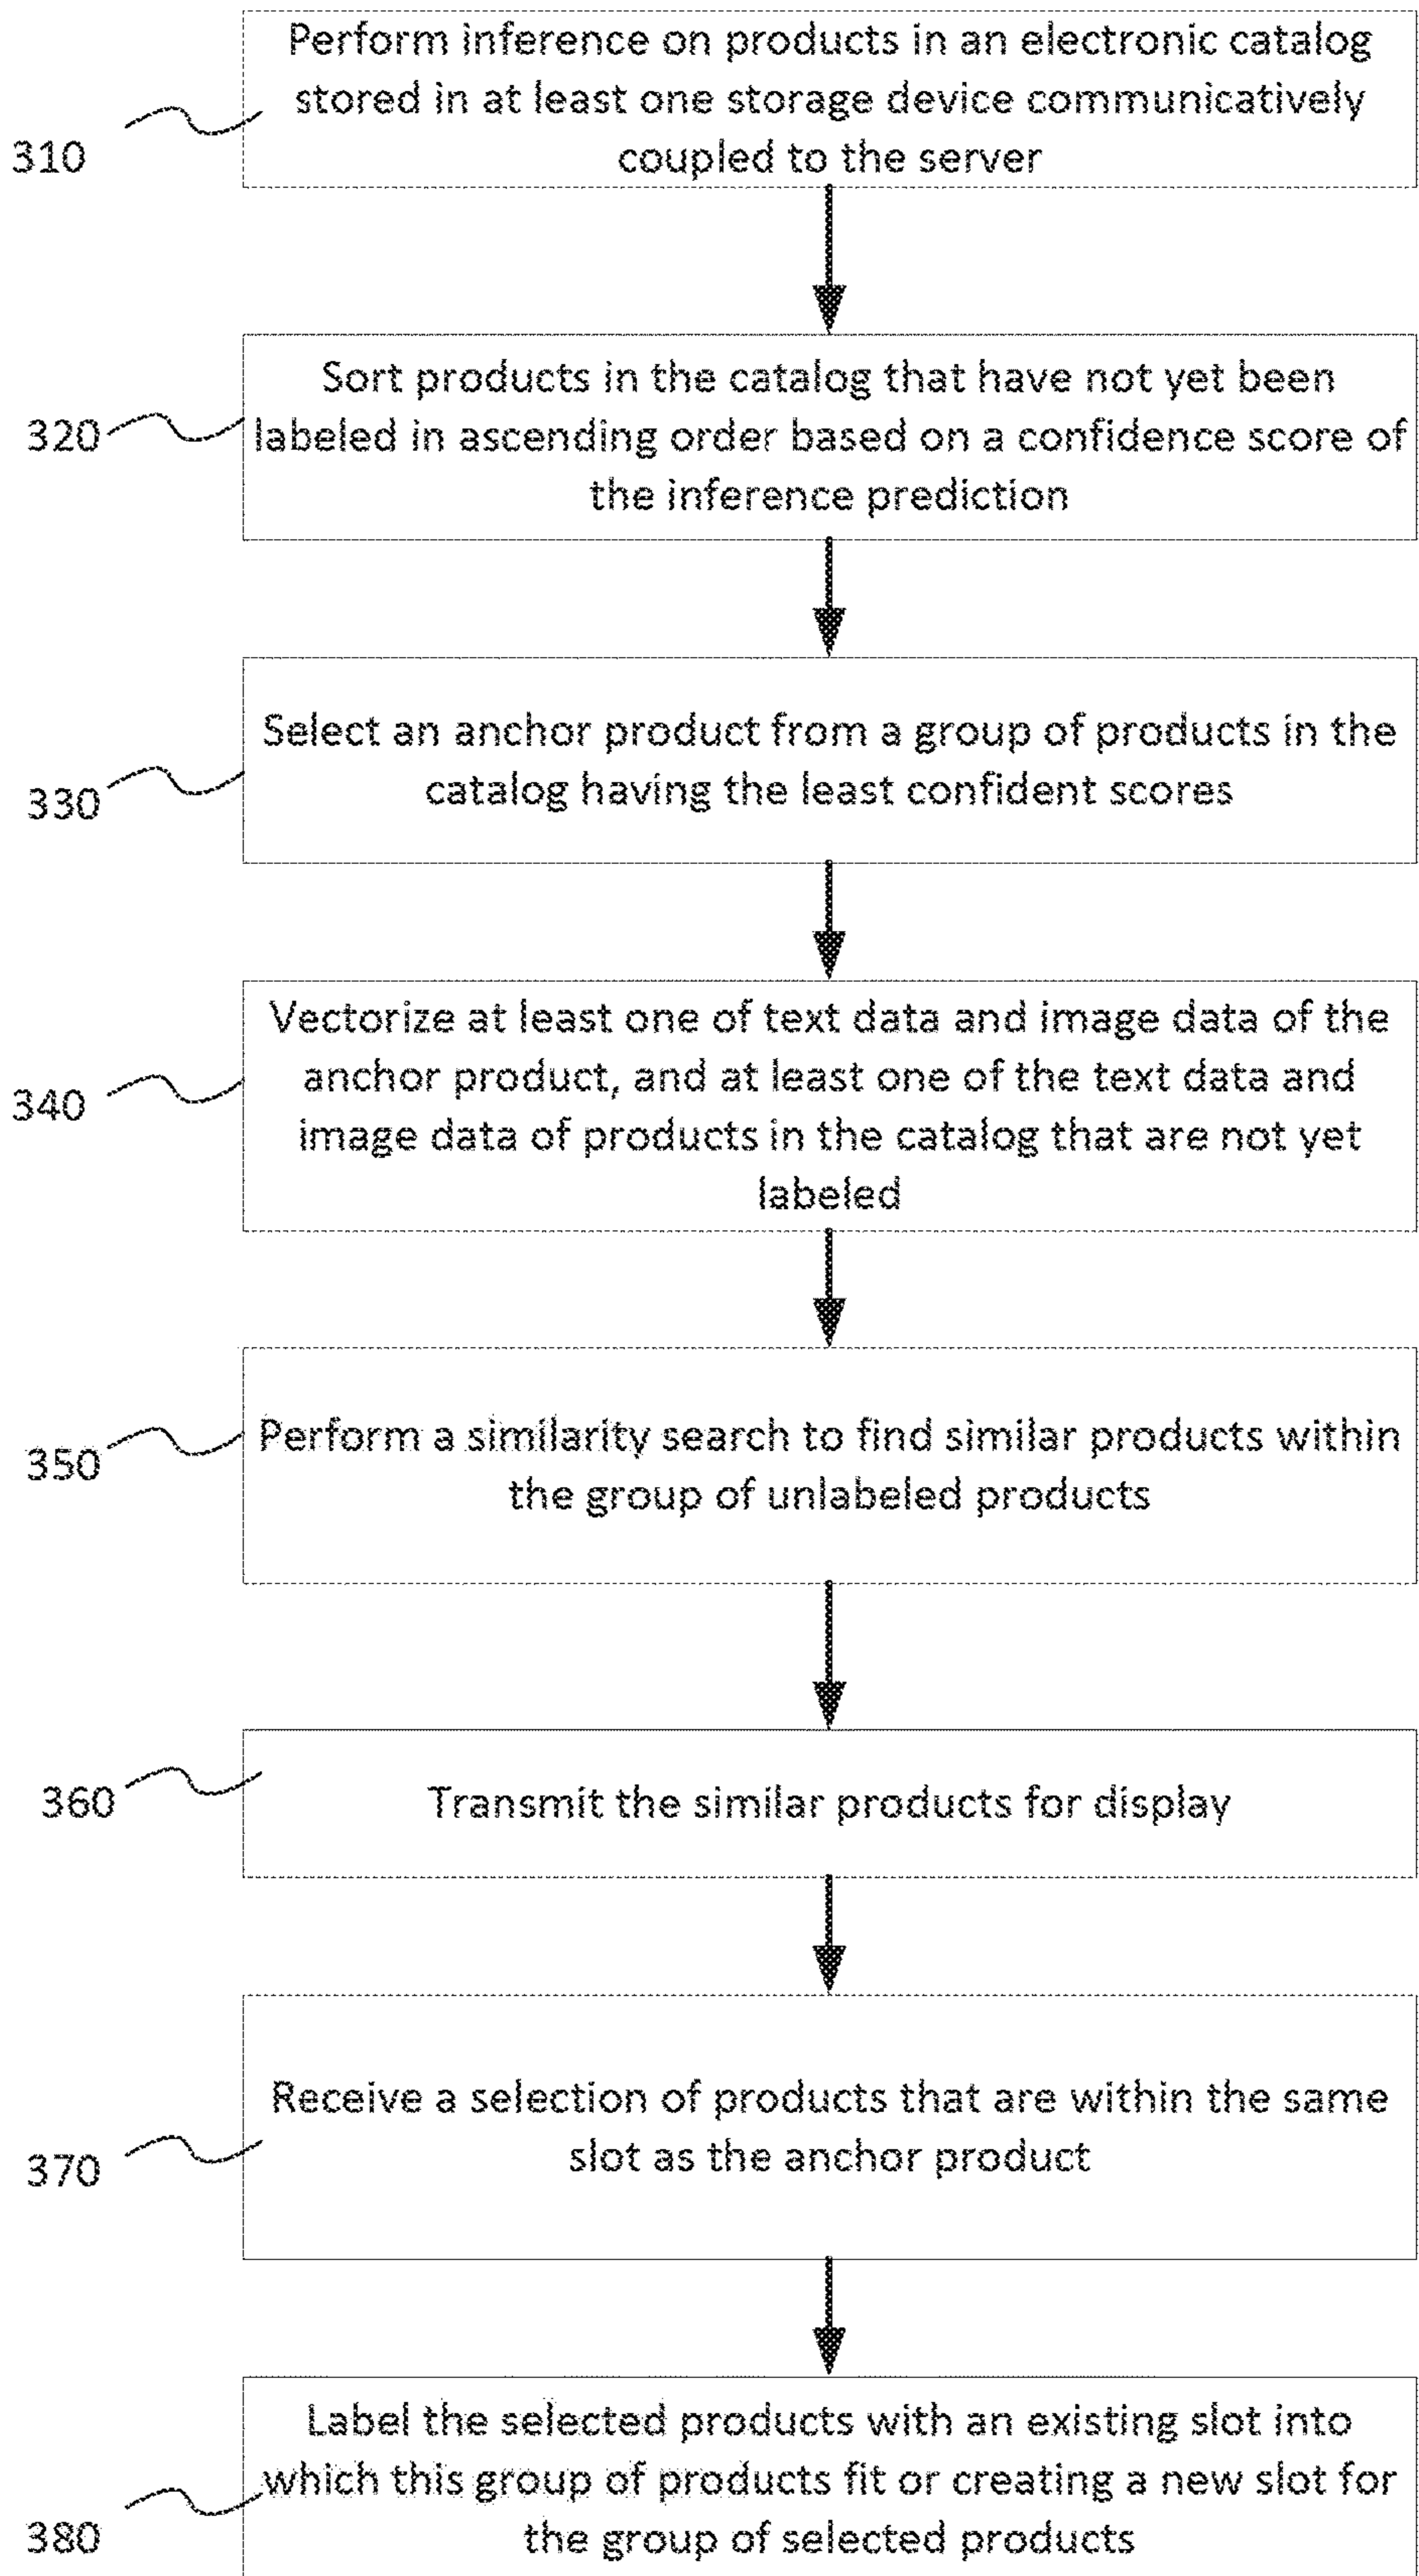 Perform inference on products in an electronic catalog
stored in at least one storage device communicatively
coupled to the server
310
Sort products in the catalog that have not yet been
labeled in ascending order based on a confidence score of
the inference prediction
320
Select an anchor product from a group of products in the
catalog having the least confident scores
330
Vectorize at least one of text data and image data of the
anchor product, and at least one of the text data and
image data of products in the catalog that are not yet
labeled
340
Perform a similarity search to find similar products within
the group of unlabeled products
350
Transmit the similar products for display
360
Receive a selection of products that are within the same
slot as the anchor product
370
Label the selected products with an existing slot into
which this group of products fit or creating a new slot for
the group of selected products
380